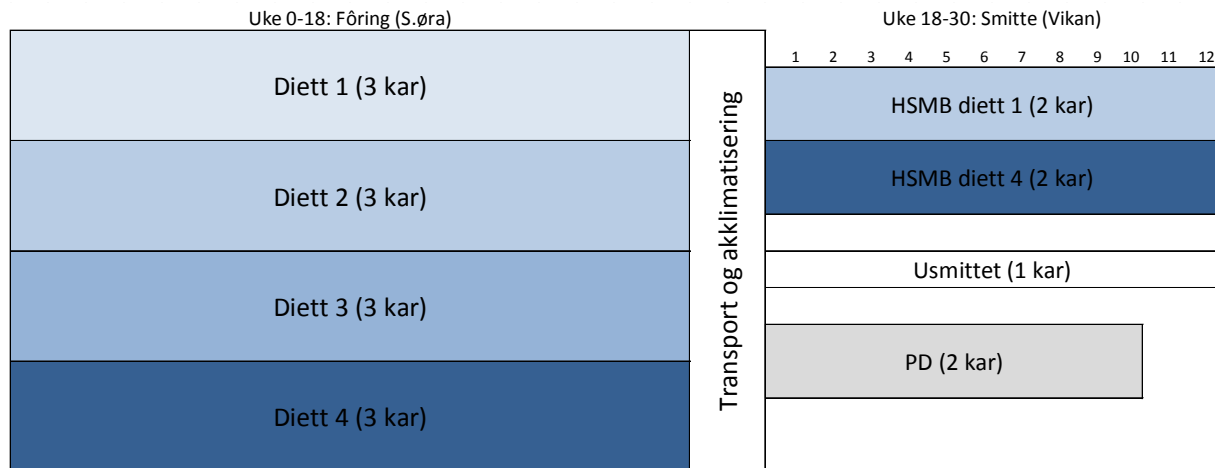 Uke 0-18: Fôring (S.øra)
Uke 18-30: Smitte (Vikan)
1 2 3 4 5 6 7 8 9 10 11 12
Diett 1 (3 kar)
Diett 2 (3 kar)
Diett 3 (3 kar)
Diett 4 (3 kar)
Transport og akklimatisering
HSMB diett 1 (2 kar)
HSMB diett 4 (2 kar)
Usmittet (1 kar)
PD (2 kar)